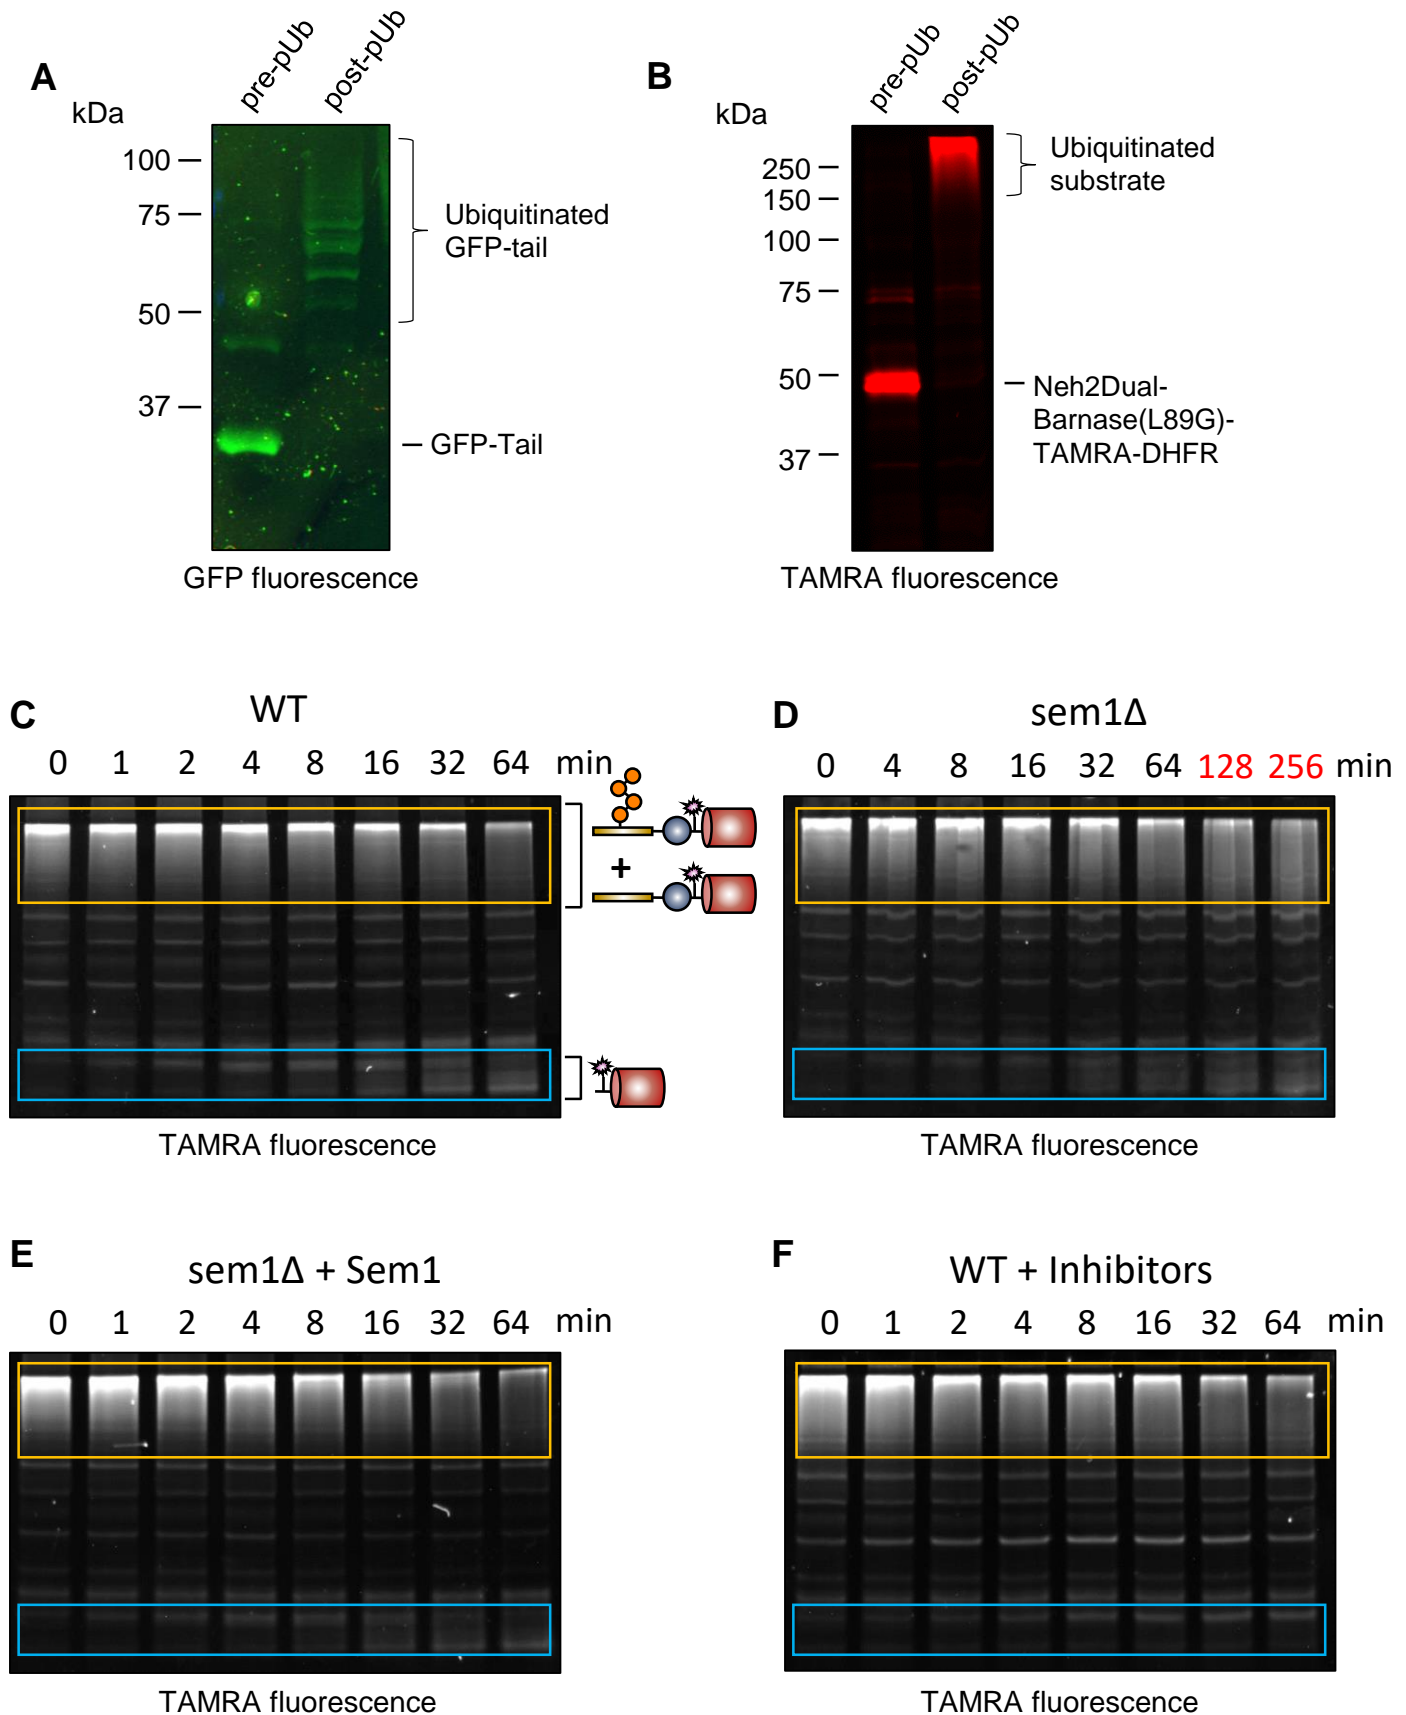 A
pre-pUb
post-pUb
kDa
100
75
50
37
Ubiquitinated
GFP-tail
GFP-Tail
GFP fluorescence
B
pre-pUb
post-pUb
kDa
250
150
100
75
50
37
Ubiquitinated
substrate
Neh2Dual-
Barnase(L89G)-
TAMRA-DHFR
TAMRA fluorescence
C
WT
0 1 2 4 8 16 32 64 min
+
TAMRA fluorescence
D
sem1Δ
0 4 8 16 32 64 128 256 min
TAMRA fluorescence
E
sem1Δ + Sem1
0 1 2 4 8 16 32 64 min
TAMRA fluorescence
F
WT + Inhibitors
0 1 2 4 8 16 32 64 min
TAMRA fluorescence